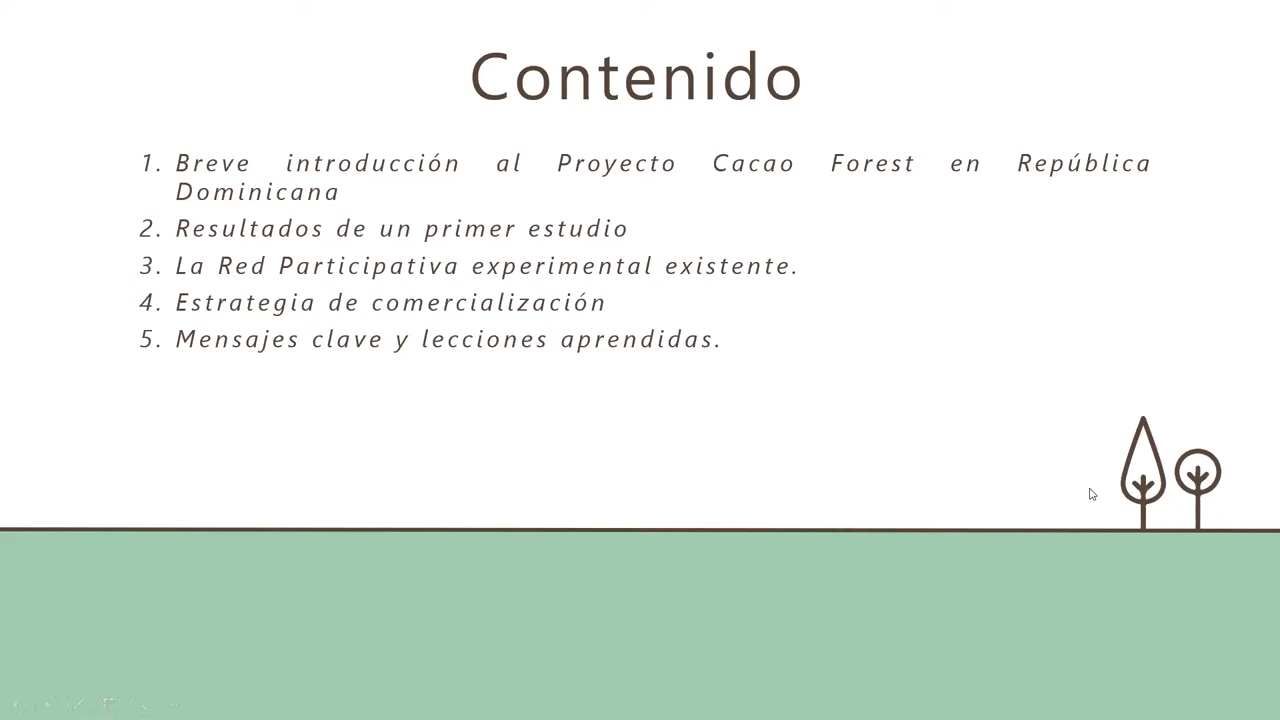 Contenido
1. Breve introducción al Proyecto Cacao Forest en República
Dominicana
2. Resultados de un primer estudio
3. La Red Participativa experimental existente.
4. Estrategia de comercialización
5. Mensajes clave y lecciones aprendidas.